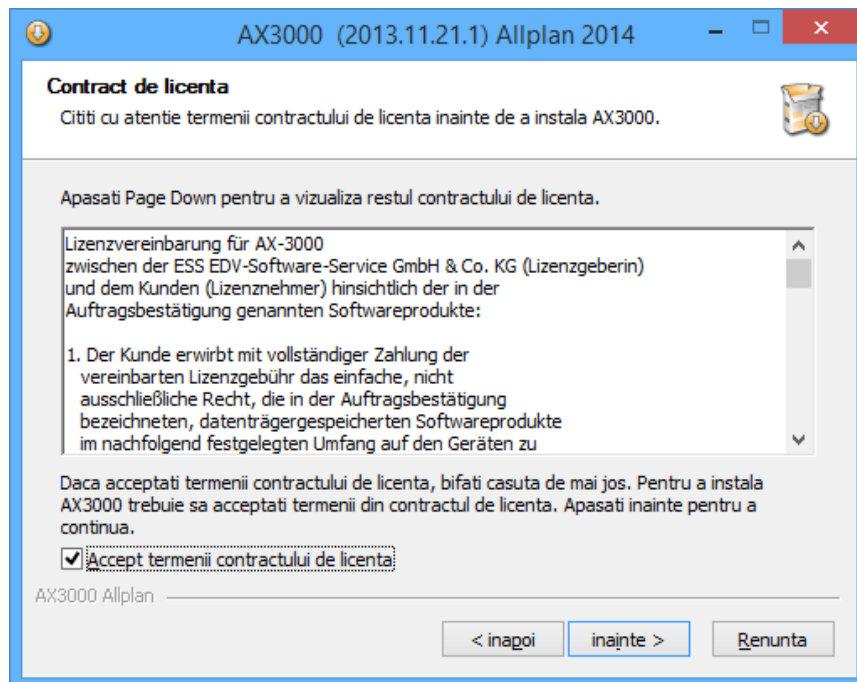 AX3000 (2013.11.21.1) Allplan 2014
Contract de licenta
Cititi cu atentie termenii contractului de licenta inainte de a instala AX3000.
Apasati Page Down pentru a vizualiza restul contractului de licenta.
Lizenzvereinbarung für AX-3000
zwischen der ESS EDV-Software-Service GmbH & Co. KG (Lizenzgeberin)
und dem Kunden (Lizenznehmer) hinsichtlich der in der
Auftragsbestätigung genannten Softwareprodukte:
1. Der Kunde erwirbt mit vollständiger Zahlung der
vereinbarten Lizenzgebühr das einfache, nicht
ausschließliche Recht, die in der Auftragsbestätigung
bezeichneten, datenträgergespeicherten Softwareprodukte
im nachfolgend festgelegten Umfang auf den Geräten zu
Daca acceptati termenii contractului de licenta, bifati casuta de mai jos. Pentru a instala
AX3000 trebuie sa acceptati termenii din contractul de licenta. Apasati inainte pentru a
continua.
Accept termenii contractului de licenta
AX3000 Allplan
< inapoi
inainte >
Renunta